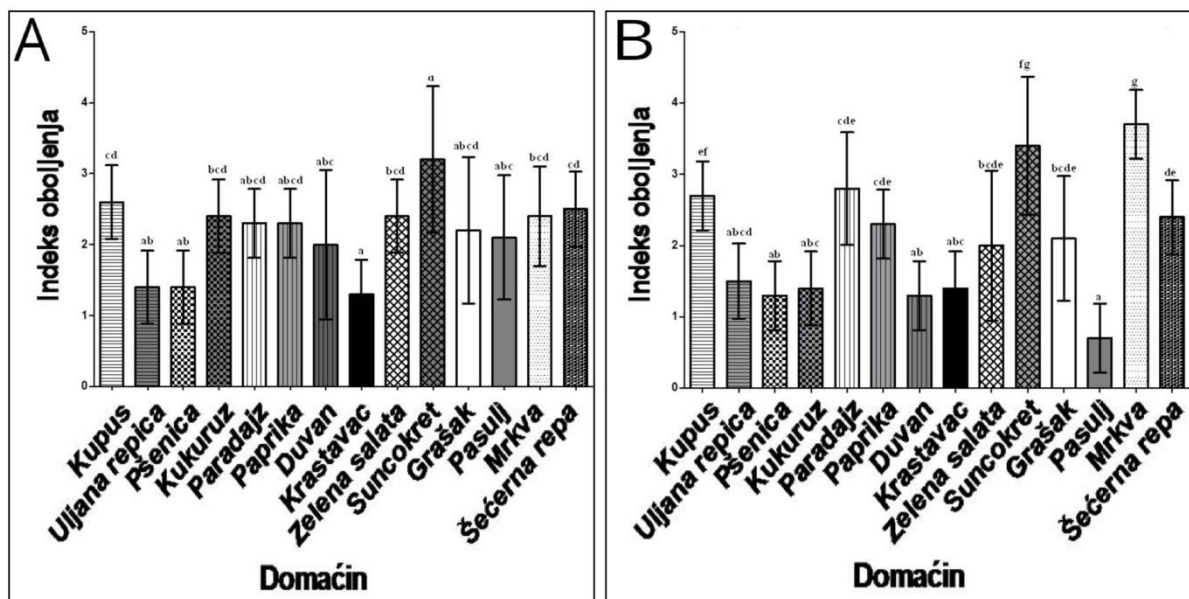 A
Indeks oboljenja
5
4
3
2
1
0
cd
ab
ab
bcd
abcd
abcd
abc
a
bcd
d
abcd
abc
bcd
cd
Kupus
Uljana repica
Pšenica
Kukuruz
Paradajz
Paprika
Duvan
Krastavac
Zelena salata
Suncokret
Grašak
Pasulj
Mrkva
Šećerna repa
Domaćin
B
Indeks oboljenja
5
4
3
2
1
0
ef
abcd
ab
abc
cde
cde
ab
abc
bcde
fg
bcde
a
g
de
Kupus
Uljana repica
Pšenica
Kukuruz
Paradajz
Paprika
Duvan
Krastavac
Zelena salata
Suncokret
Grašak
Pasulj
Mrkva
Šećerna repa
Domaćin